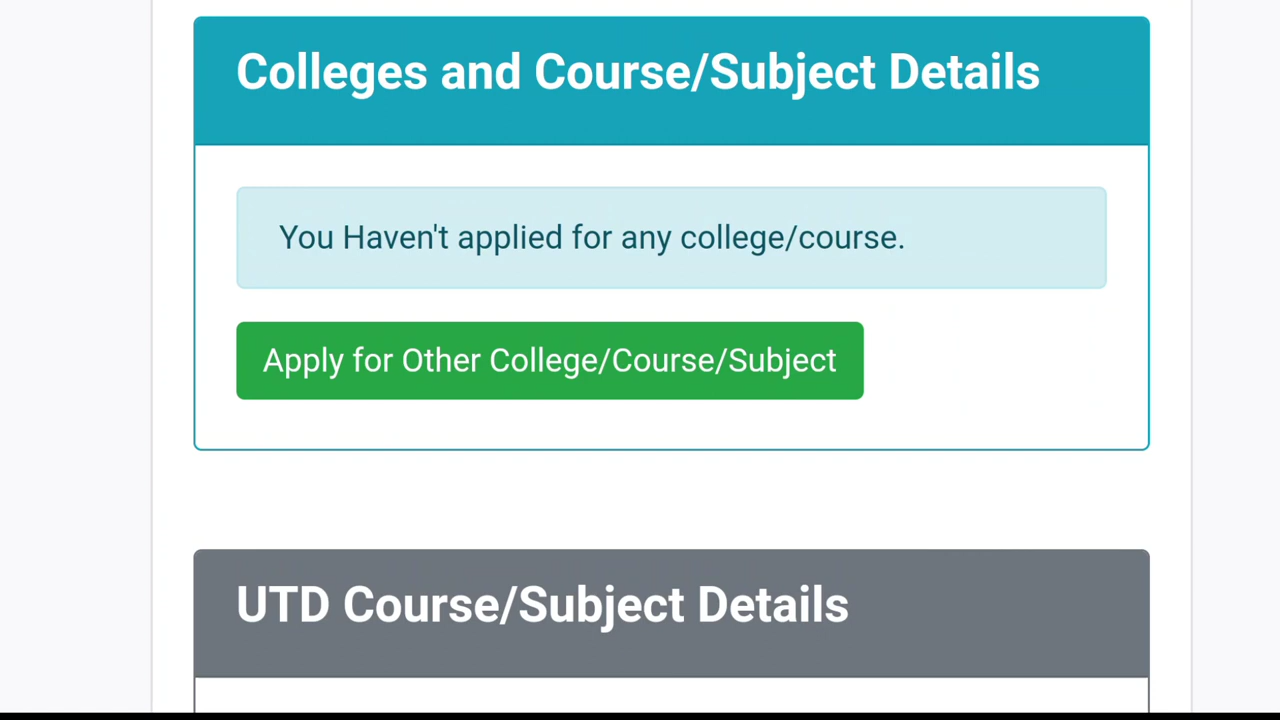 Colleges and Course/Subject Details
You Haven't applied for any college/course.
Apply for Other College/Course/Subject
UTD Course/Subject Details